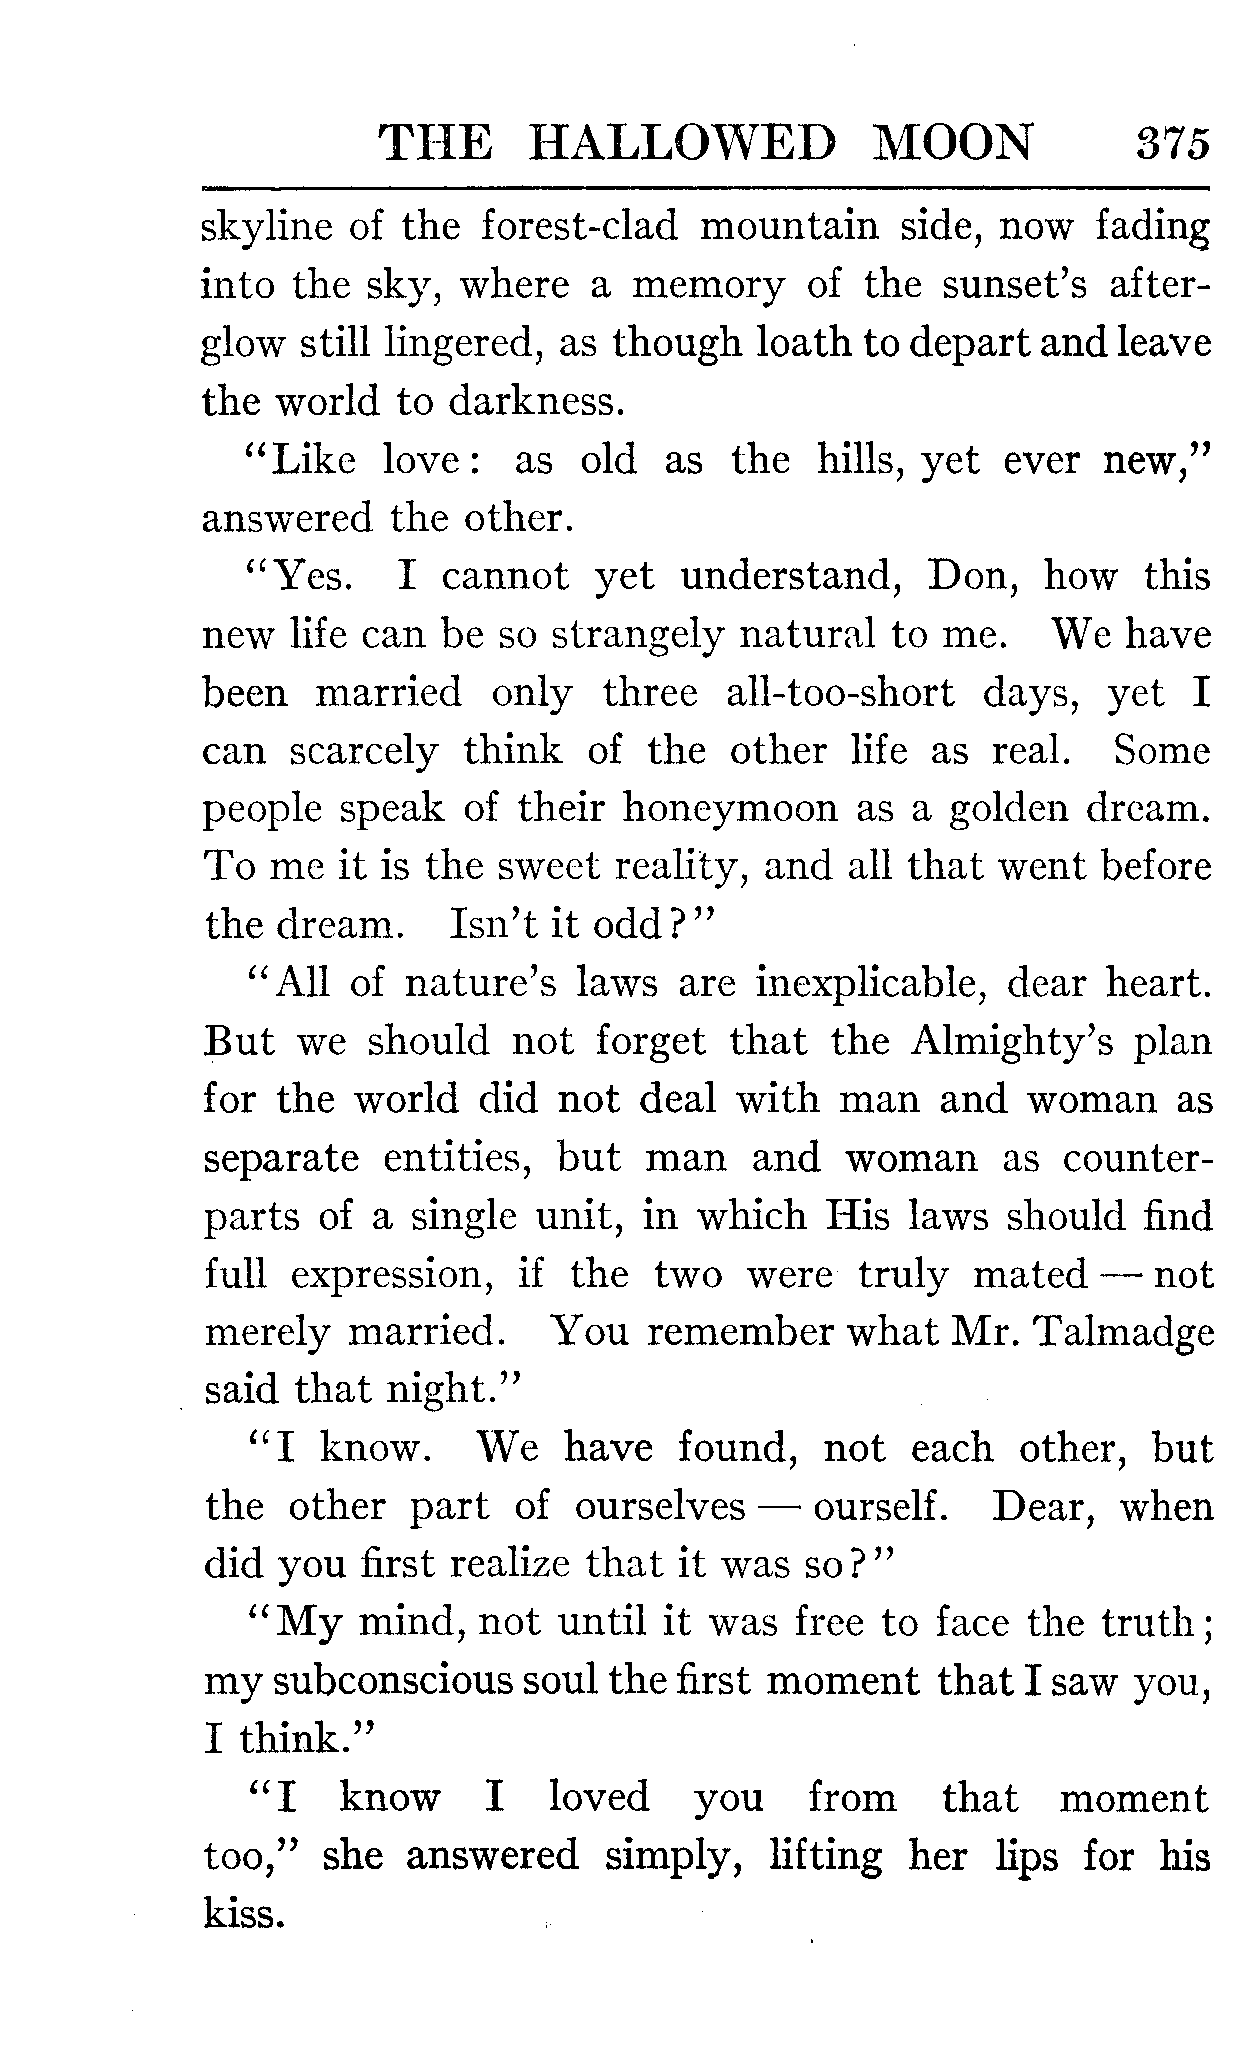 THE HALLOWED MOON 375
skyline of the forest-clad mountain side, now fading
into the sky, where a memory of the sunset's after-
glow still lingered, as though loath to depart and leave
the world to darkness.
"Like love: as old as the hills, yet ever new,"
answered the other.
"Yes. I cannot yet understand, Don, how this
new life can be so strangely natural to me. We have
been married only three all-too-short days, yet I
can scarcely think of the other life as real. Some
people speak of their honeymoon as a golden dream.
To me it is the sweet reality, and all that went before
the dream. Isn't it odd?"
"All of nature's laws are inexplicable, dear heart.
But we should not forget that the Almighty's plan
for the world did not deal with man and woman as
separate entities, but man and woman as counter-
parts of a single unit, in which His laws should find
full expression, if the two were truly mated — not
merely married. You remember what Mr. Talmadge
said that night."
"I know. We have found, not each other, but
the other part of ourselves — ourself. Dear, when
did you first realize that it was so?"
"My mind, not until it was free to face the truth;
my subconscious soul the first moment that I saw you,
I think."
"I know I loved you from that moment
too," she answered simply, lifting her lips for his
kiss.